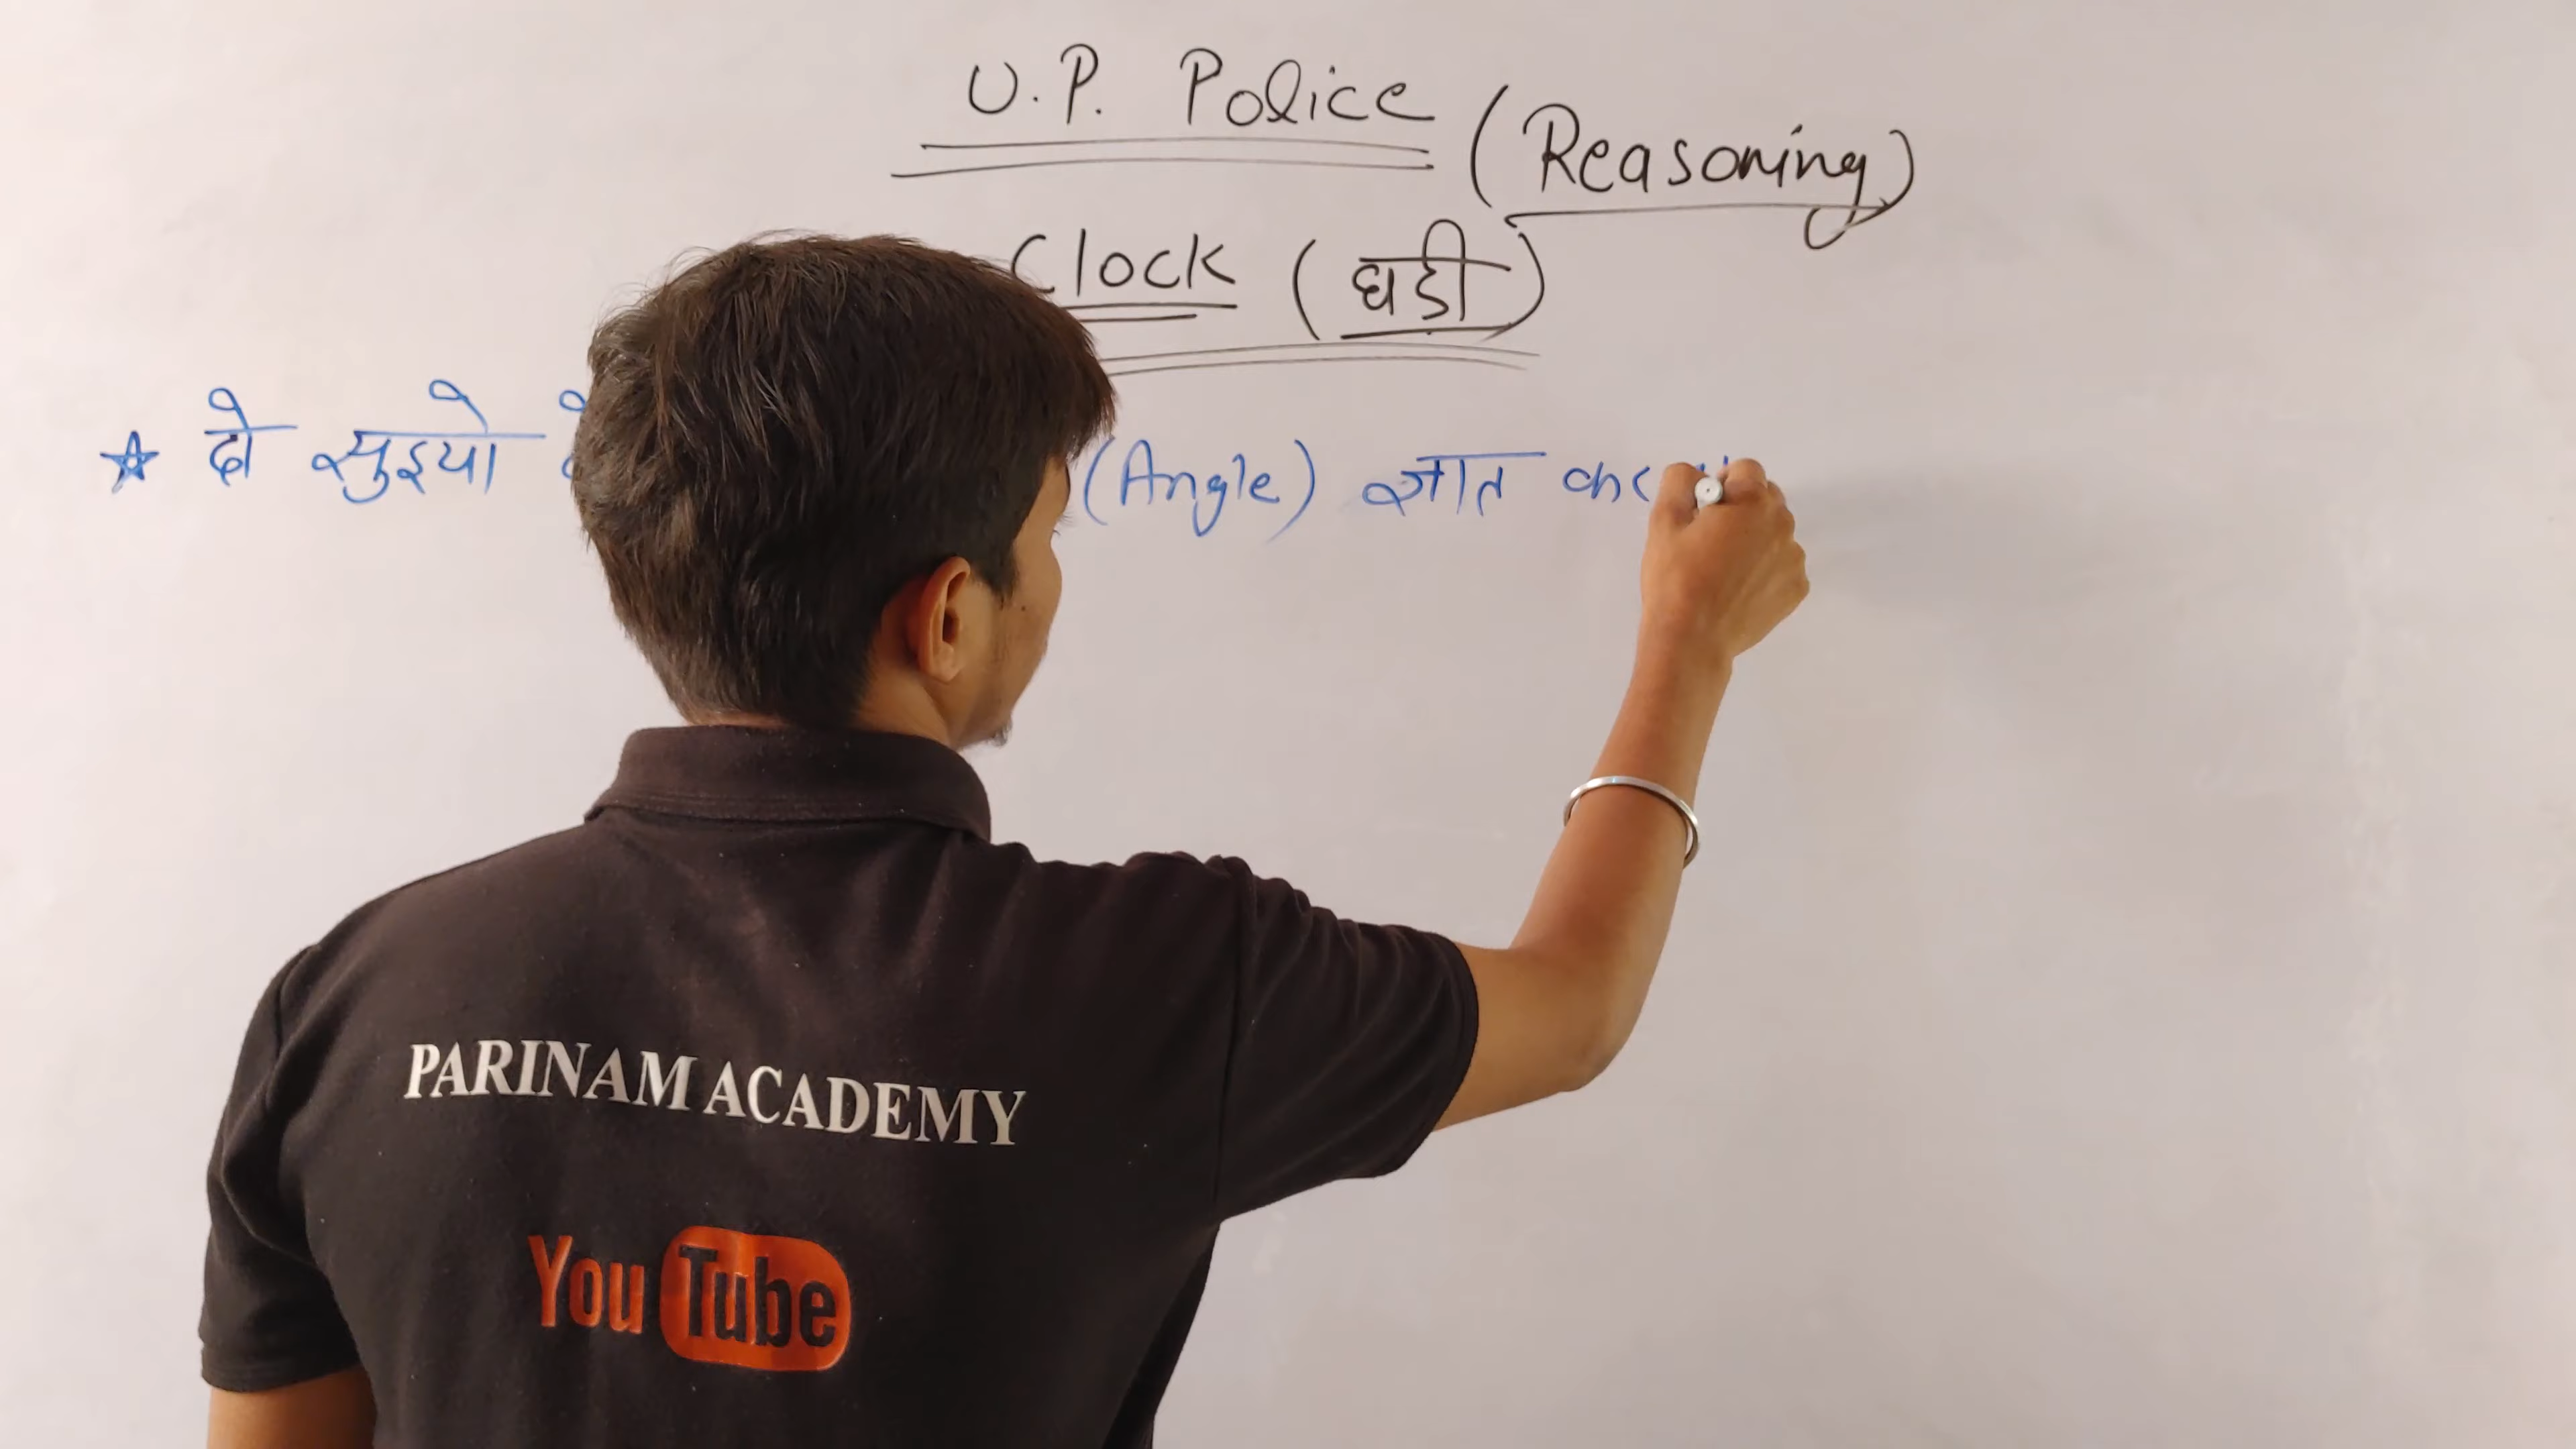 U.P. Police (Reasoning)
Clock (घड़ी)
★ दो सुइयो (Angle) ज्ञात
PARINAM ACADEMY
YouTube